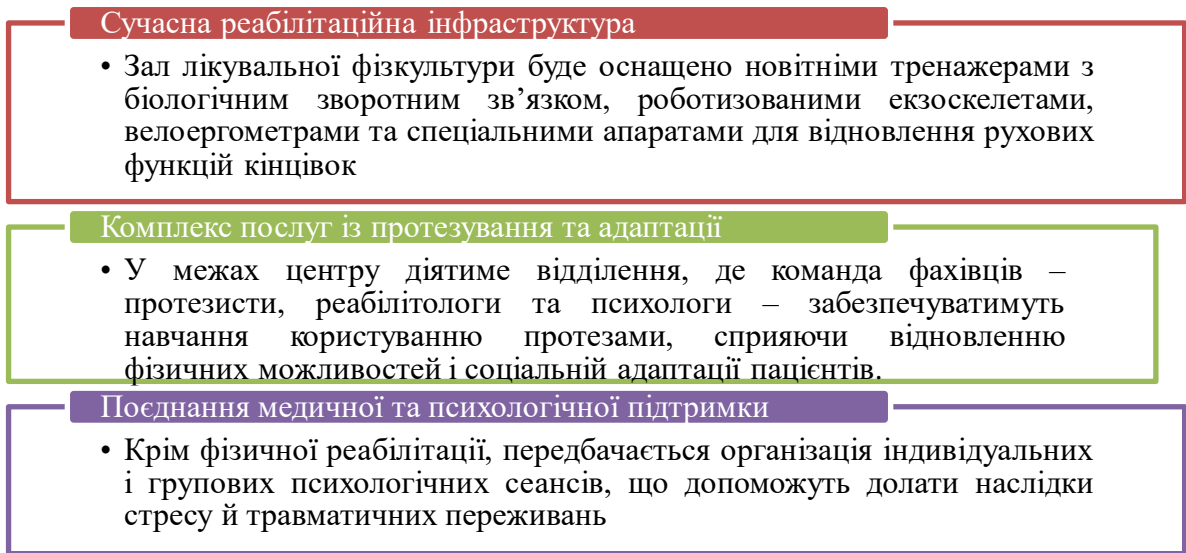 Сучасна реабілітаційна інфраструктура
• Зал лікувальної фізкультури буде оснащено новітніми тренажерами з
біологічним зворотним зв’язком, роботизованими екзоскелетами,
велоергометрами та спеціальними апаратами для відновлення рухових
функцій кінцівок
Комплекс послуг із протезування та адаптації
• У межах центру діятиме відділення, де команда фахівців –
протезисти, реабілітологи та психологи – забезпечуватимуть
навчання користуванню протезами, сприяючи відновленню
фізичних можливостей і соціальній адаптації пацієнтів.
Поєднання медичної та психологічної підтримки
• Крім фізичної реабілітації, передбачається організація індивідуальних
і групових психологічних сеансів, що допоможуть долати наслідки
стресу й травматичних переживань